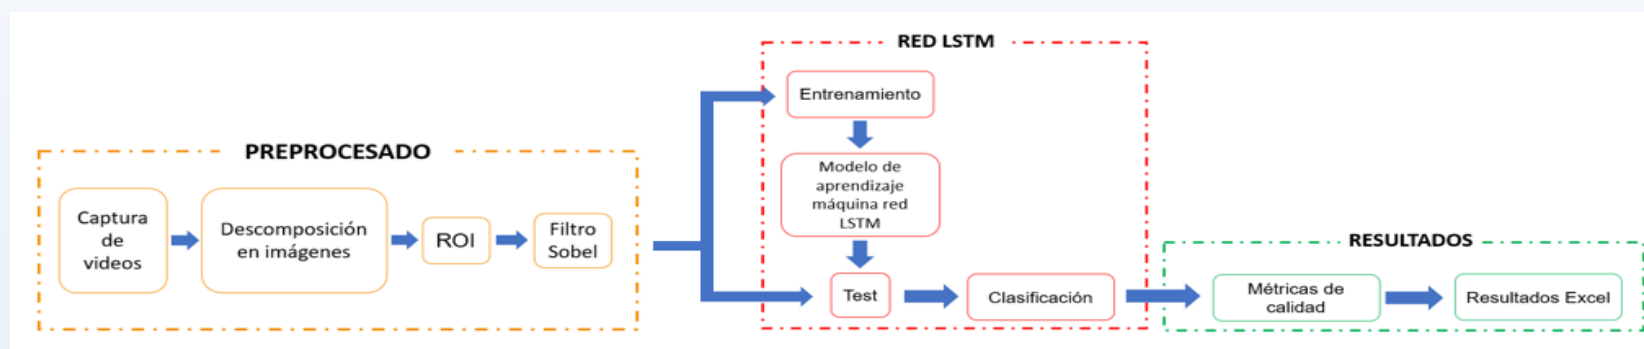 PREPROCESADO
Captura
de
videos
Descomposición
en imágenes
ROI
Filtro
Sobel
RED LSTM
Entrenamiento
Modelo de
aprendizaje
máquina red
LSTM
Test
Clasificación
RESULTADOS
Métricas de
calidad
Resultados Excel